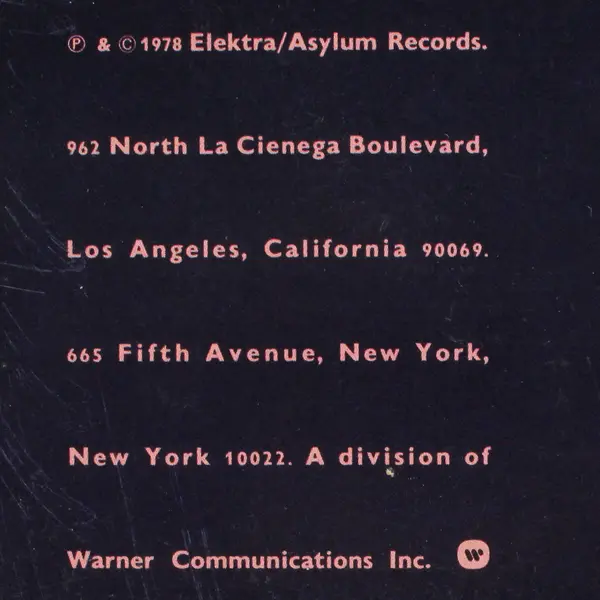 ℗ & © 1978 Elektra/Asylum Records.
962 North La Cienega Boulevard,
Los Angeles, California 90069.
665 Fifth Avenue, New York,
New York 10022. A division of
Warner Communications Inc.